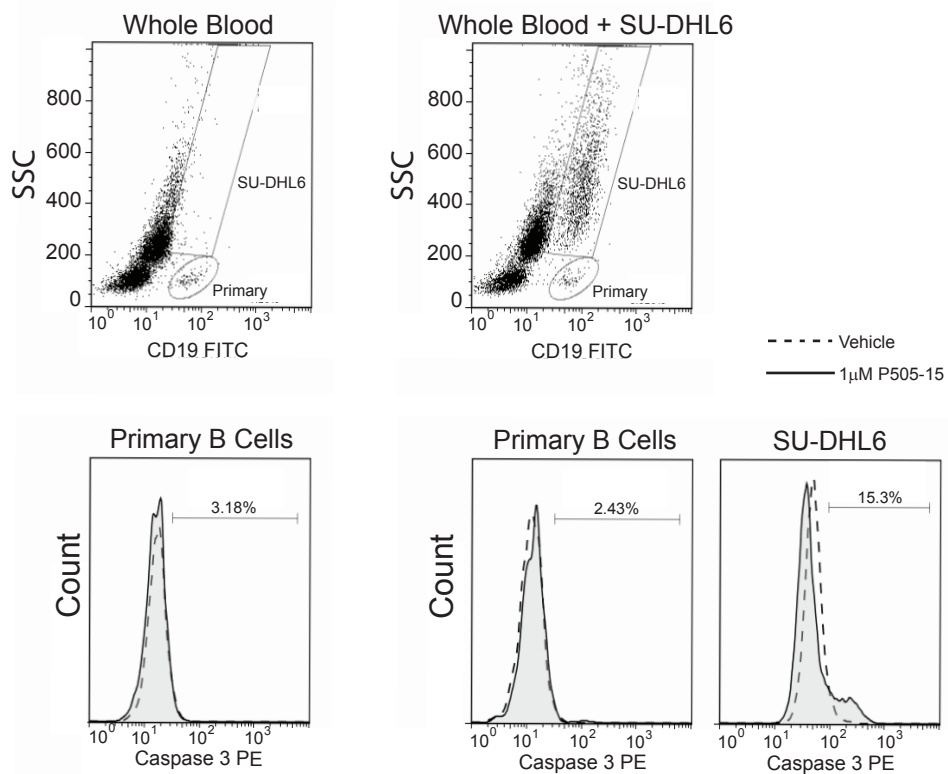 Whole Blood
Whole Blood + SU-DHL6
800
600
400
200
0
SSC
SU-DHL6
Primary
10^0 10^1 10^2 10^3
CD19 FITC
800
600
400
200
0
SSC
SU-DHL6
Primary
10^0 10^1 10^2 10^3
CD19 FITC
Vehicle
1μM P505-15
Primary B Cells
3.18%
Count
10^0 10^1 10^2 10^3
Caspase 3 PE
Primary B Cells
2.43%
Count
10^0 10^1 10^2 10^3
Caspase 3 PE
SU-DHL6
15.3%
10^0 10^1 10^2 10^3
Caspase 3 PE